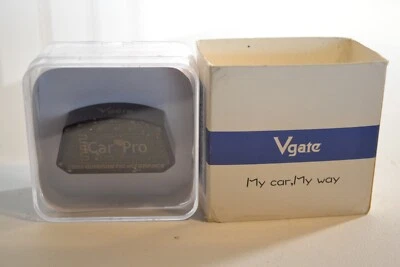 iCar Pro
Vgate
My car,My way